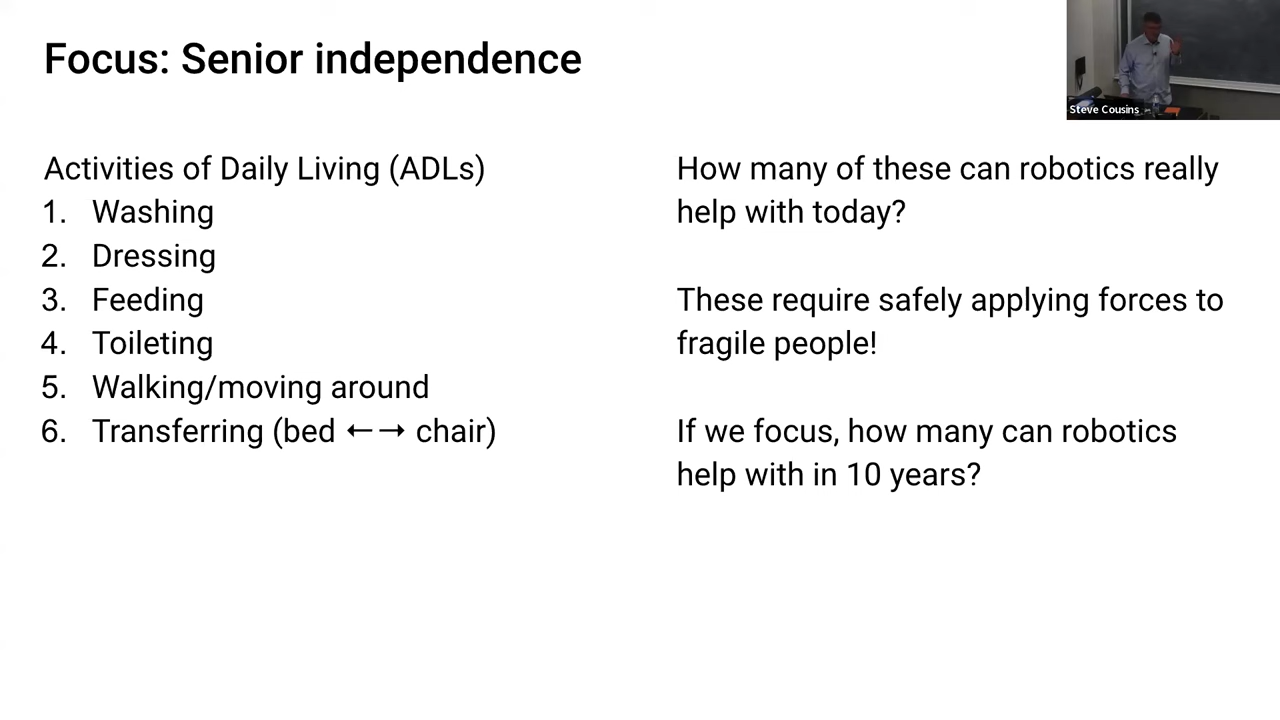 Focus: Senior independence
Steve Cousins
Activities of Daily Living (ADLs)
1. Washing
2. Dressing
3. Feeding
4. Toileting
5. Walking/moving around
6. Transferring (bed ←→ chair)
How many of these can robotics really
help with today?
These require safely applying forces to
fragile people!
If we focus, how many can robotics
help with in 10 years?